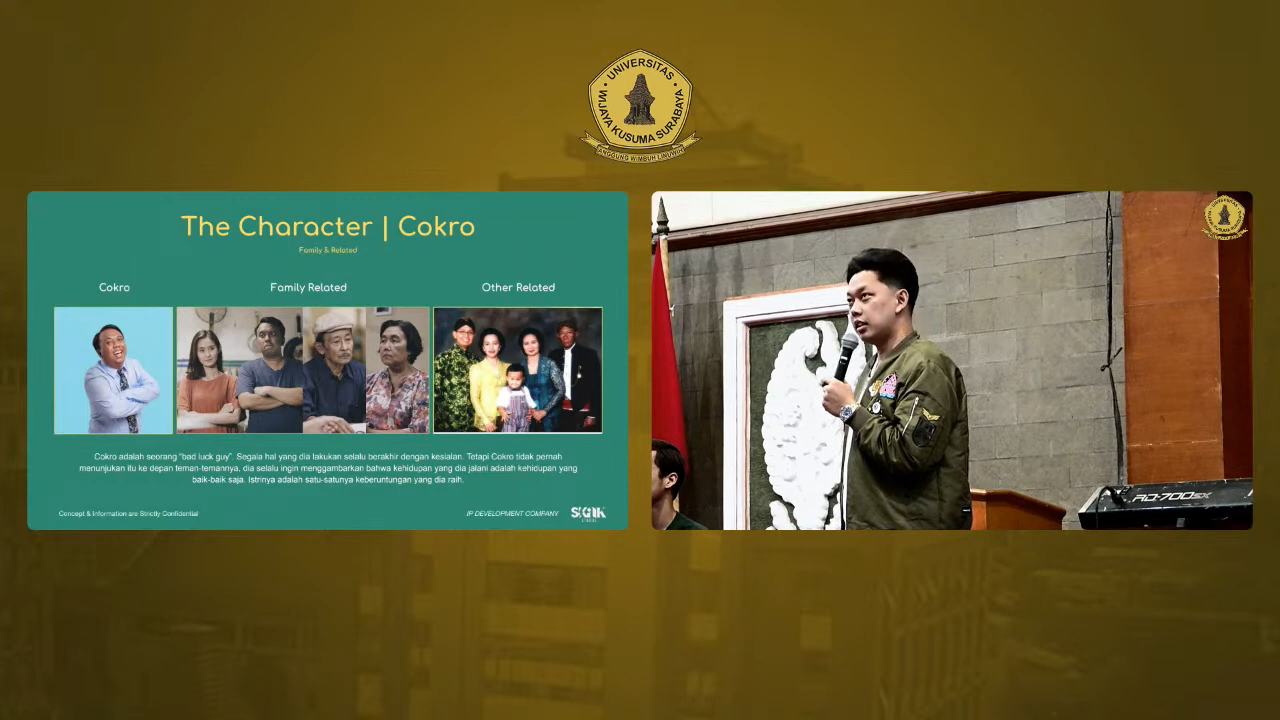 UNIVERSITAS
WIJAYA KUSUMA SURABAYA
The Character | Cokro
Family & Related
Cokro
Family Related
Other Related
Cokro adalah seorang "bad luck guy". Segala hal yang dia lakukan selalu berakhir dengan kesialan. Tetapi Cokro tidak pernah
menunjukan itu ke depan teman-temannya, dia selalu ingin menggambarkan bahwa kehidupan yang dia jalani adalah kehidupan yang
baik-baik saja. Istrinya adalah satu-satunya keberuntungan yang dia raih.
Concept & Information are Strictly Confidential
IP DEVELOPMENT COMPANY
RD-700SX